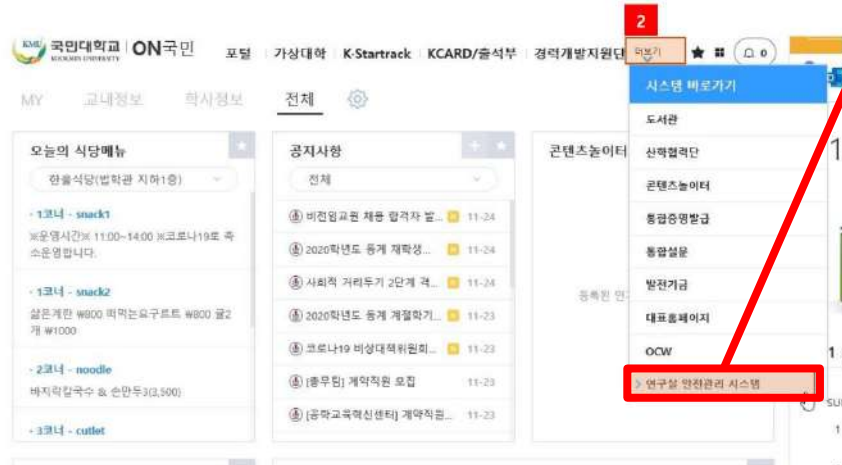 2
KMU 국민대학교 ON국민
KOOKMIN UNIVERSITY
포털 가상대학 K-Startrack KCARD/출석부 경력개발지원단 더보기 0
MY 교내정보 학사정보 전체
시스템 바로가기
도서관
산학협력단
콘텐츠놀이터
통합증명발급
통합설문
발전기금
대표홈페이지
OCW
> 연구실 안전관리 시스템
오늘의 식당메뉴
한울식당(법학관 지하1층)
· 1코너 - snack1
※운영시간※ 11:00~14:00 ※코로나19로 축
소운영합니다.
· 1코너 - snack2
삶은계란 ₩800 떠먹는요구르트 ₩800 귤2
개 ₩1000
· 2코너 - noodle
바지락칼국수 & 손만두3(3,500)
· 3코너 - cutlet
공지사항
전체
비전임교원 채용 합격자 발... N 11-24
2020학년도 동계 재학생... N 11-24
사회적 거리두기 2단계 격... N 11-24
2020학년도 동계 계절학기... N 11-23
코로나19 비상대책위원회... N 11-23
[총무팀] 계약직원 모집 11-23
[공학교육혁신센터] 계약직원... 11-23
콘텐츠놀이터
등록된 컨
1
1
SU
1